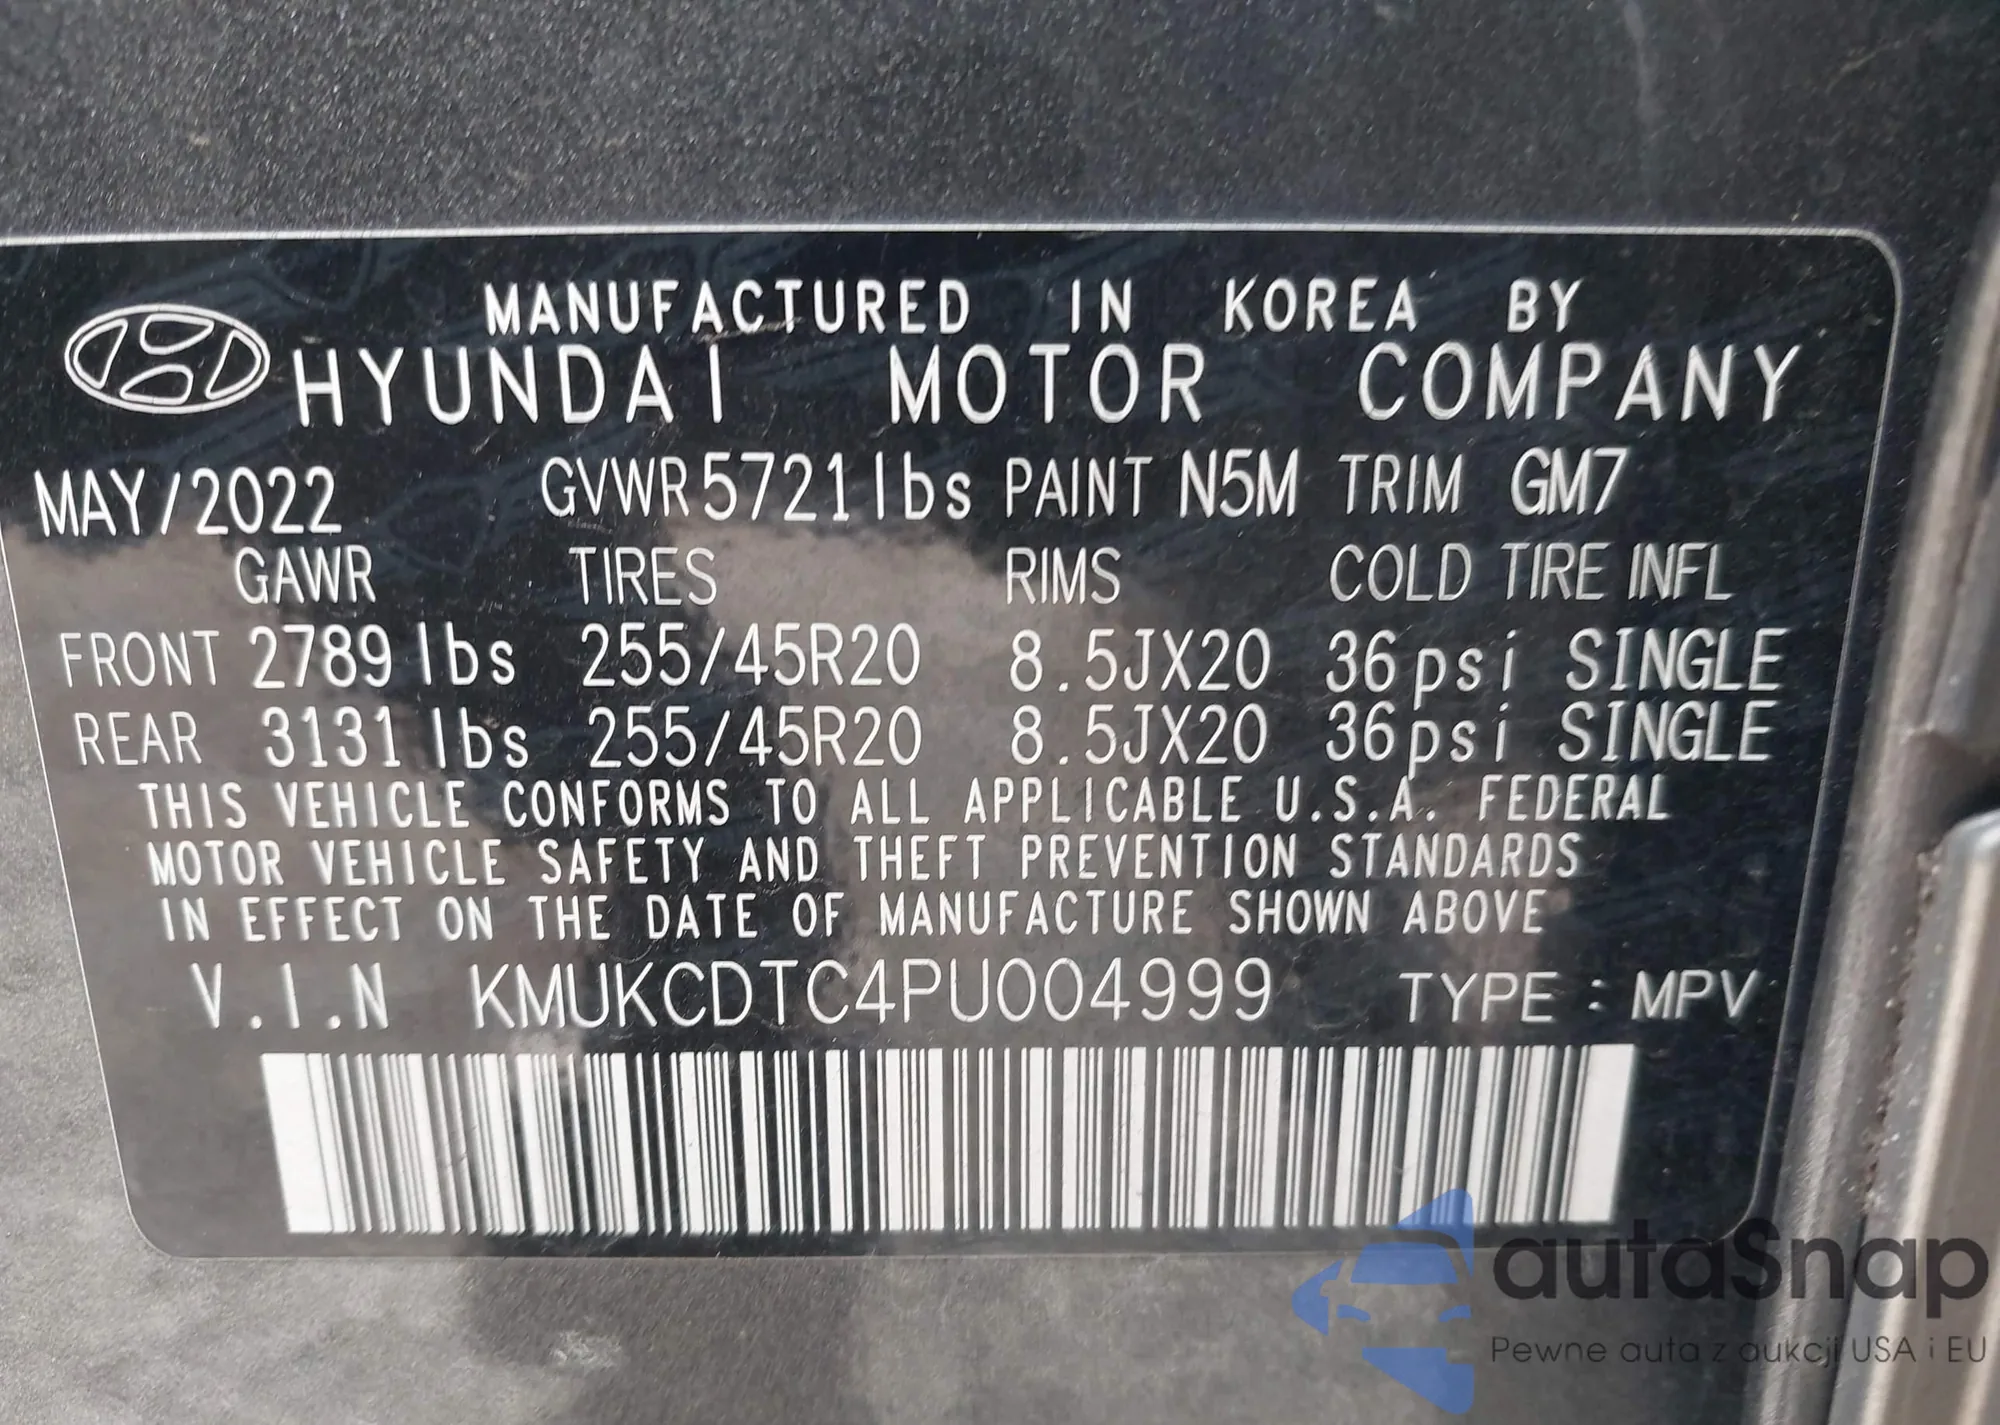 MANUFACTURED IN KOREA BY
HYUNDAI MOTOR COMPANY
MAY/2022 GVWR 5721lbs PAINT N5M TRIM GM7
GAWR TIRES RIMS COLD TIRE INFL
FRONT 2789 lbs 255/45R20 8.5JX20 36psi SINGLE
REAR 3131 lbs 255/45R20 8.5JX20 36psi SINGLE
THIS VEHICLE CONFORMS TO ALL APPLICABLE U.S.A. FEDERAL
MOTOR VEHICLE SAFETY AND THEFT PREVENTION STANDARDS
IN EFFECT ON THE DATE OF MANUFACTURE SHOWN ABOVE
V.I.N KMUKCDTC4PU004999 TYPE : MPV
autaSnap
Pewne auta z aukcji USA i EU